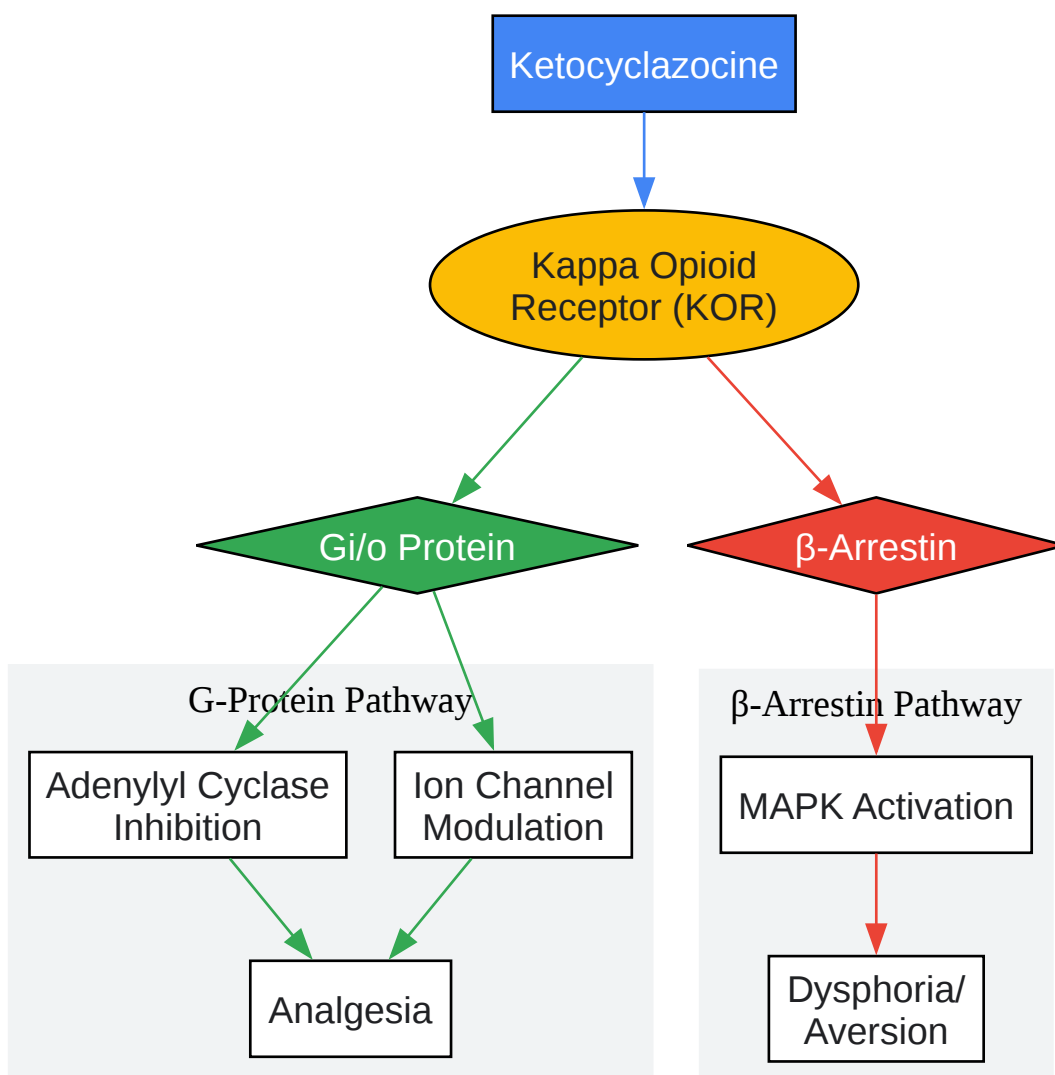 Ketocyclazocine
Kappa Opioid
Receptor (KOR)
Gi/o Protein
β-Arrestin
G-Protein Pathway
β-Arrestin Pathway
Adenylyl Cyclase
Inhibition
Ion Channel
Modulation
MAPK Activation
Analgesia
Dysphoria/
Aversion